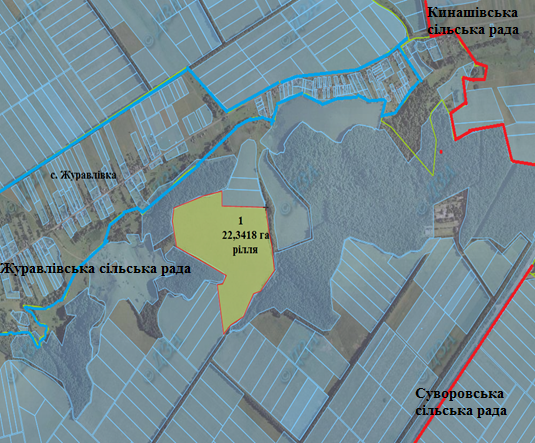 Кинашівська
сільська рада
с. Журавлівка
1
22,3418 га
рілля
Журавлівська сільська рада
Суворовська
сільська рада